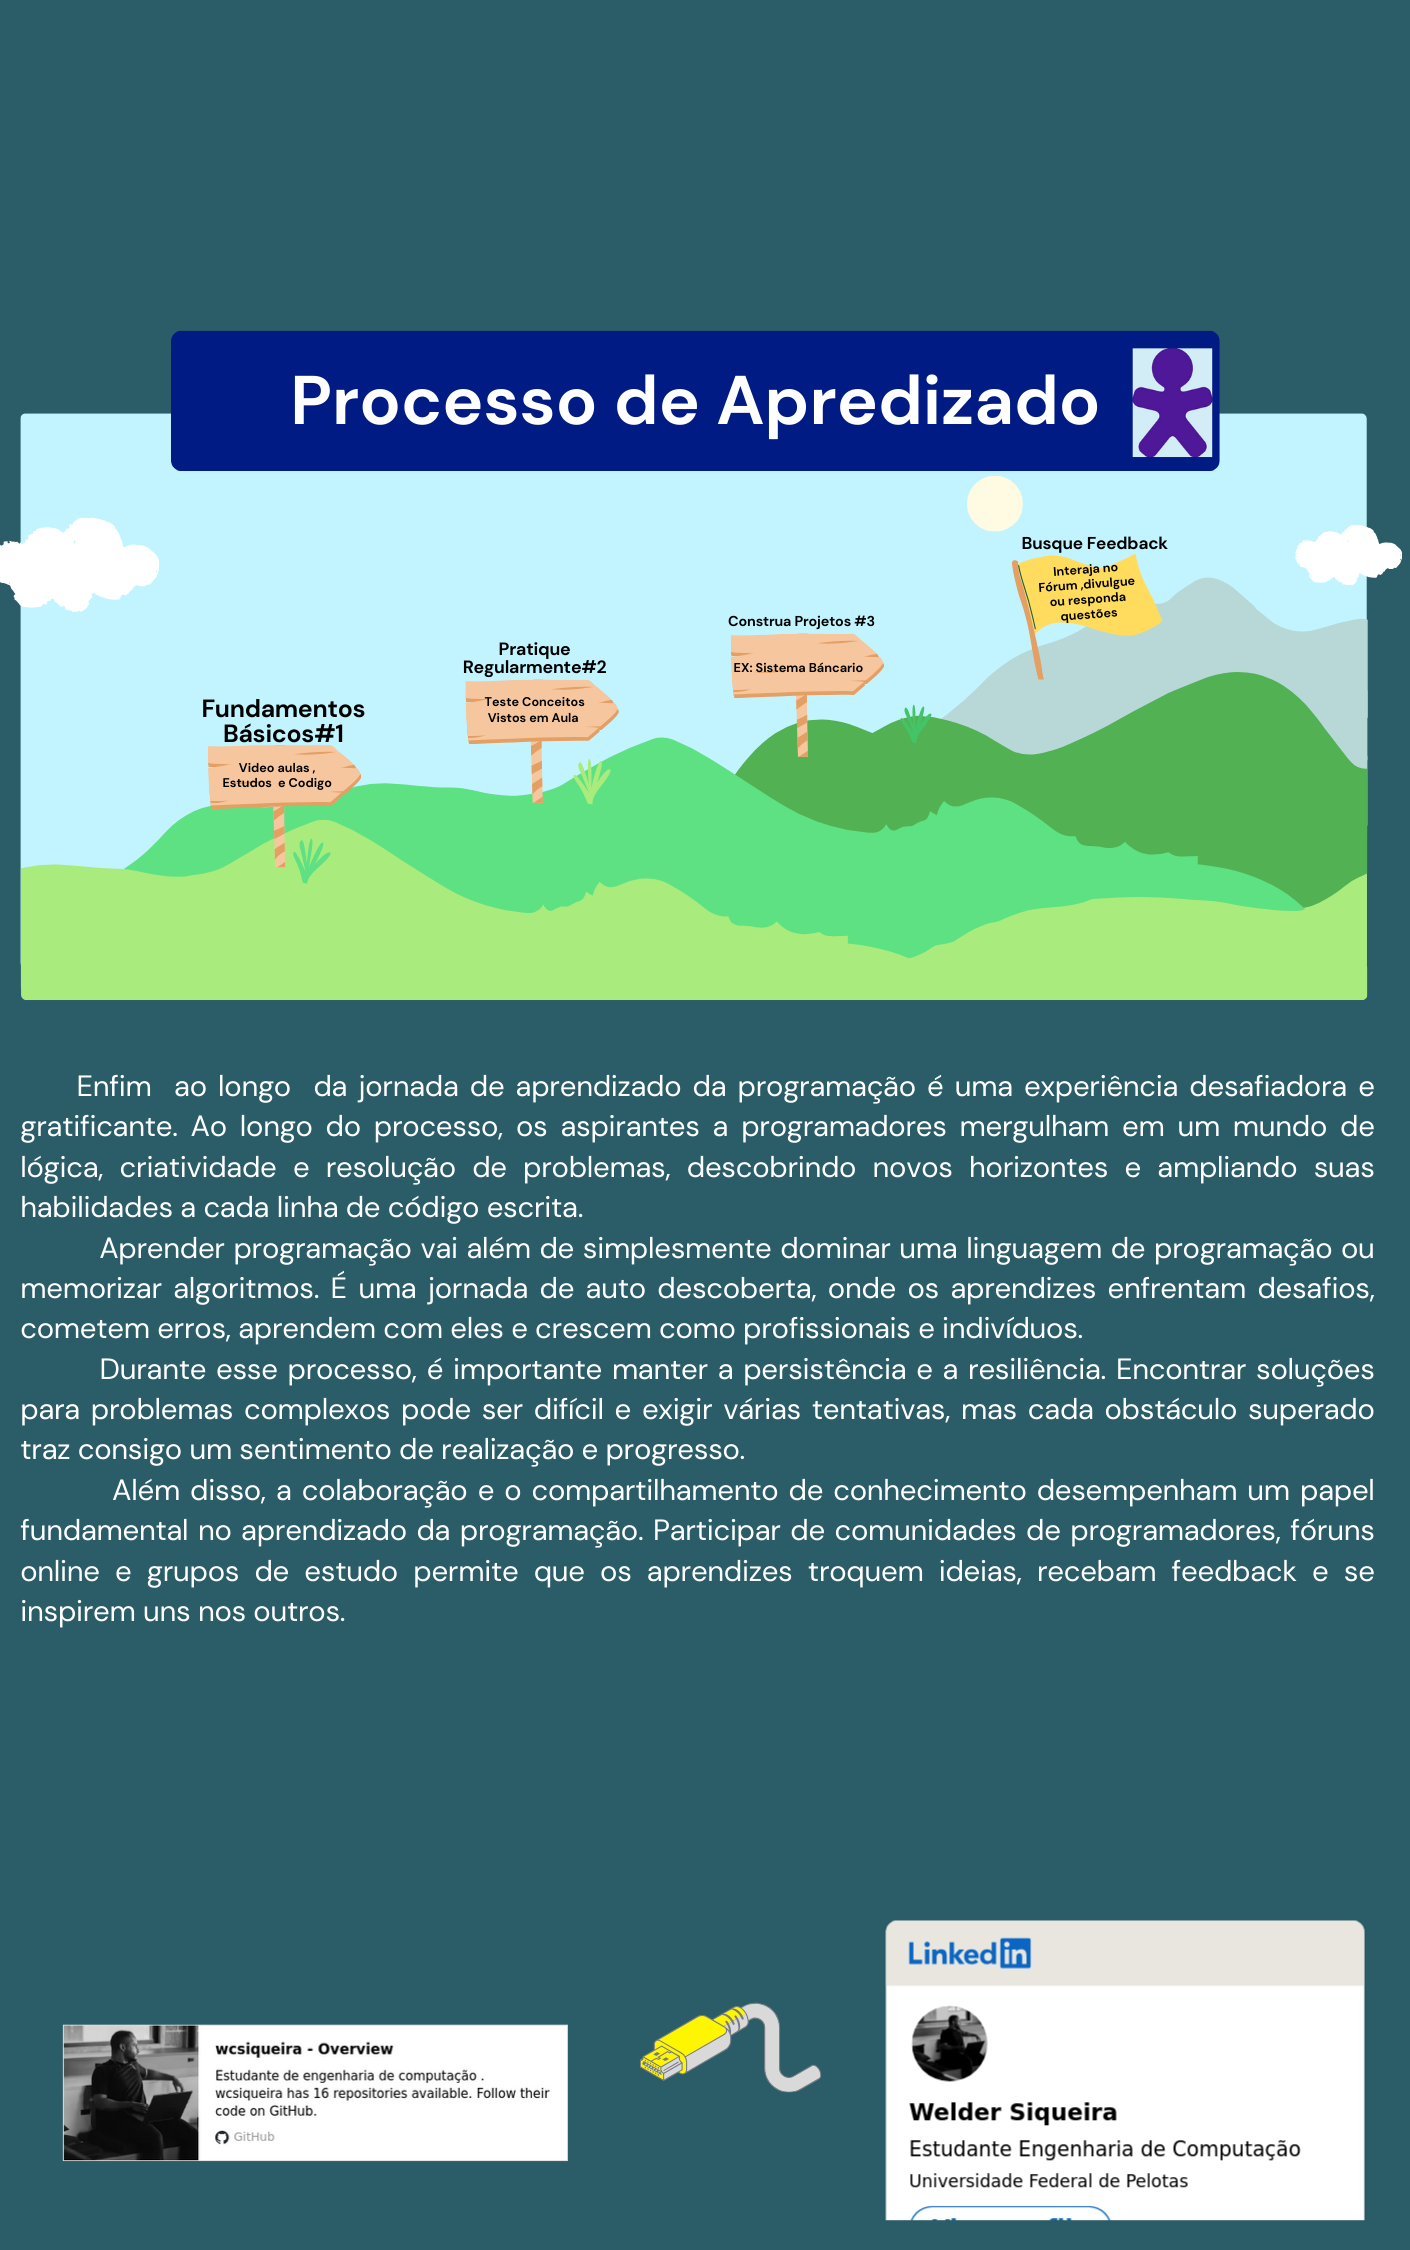 Processo de Apredizado
Busque Feedback
Interaja no
Fórum ,divulgue
ou responda
questões
Construa Projetos #3
EX: Sistema Báncario
Pratique
Regularmente#2
Teste Conceitos
Vistos em Aula
Fundamentos
Básicos#1
Video aulas ,
Estudos e Codigo
Enfim ao longo da jornada de aprendizado da programação é uma experiência desafiadora e
gratificante. Ao longo do processo, os aspirantes a programadores mergulham em um mundo de
lógica, criatividade e resolução de problemas, descobrindo novos horizontes e ampliando suas
habilidades a cada linha de código escrita.
Aprender programação vai além de simplesmente dominar uma linguagem de programação ou
memorizar algoritmos. É uma jornada de auto descoberta, onde os aprendizes enfrentam desafios,
cometem erros, aprendem com eles e crescem como profissionais e indivíduos.
Durante esse processo, é importante manter a persistência e a resiliência. Encontrar soluções
para problemas complexos pode ser difícil e exigir várias tentativas, mas cada obstáculo superado
traz consigo um sentimento de realização e progresso.
Além disso, a colaboração e o compartilhamento de conhecimento desempenham um papel
fundamental no aprendizado da programação. Participar de comunidades de programadores, fóruns
online e grupos de estudo permite que os aprendizes troquem ideias, recebam feedback e se
inspirem uns nos outros.
wcsiqueira - Overview
Estudante de engenharia de computação .
wcsiqueira has 16 repositories available. Follow their
code on GitHub.
GitHub
Linkedin
Welder Siqueira
Estudante Engenharia de Computação
Universidade Federal de Pelotas